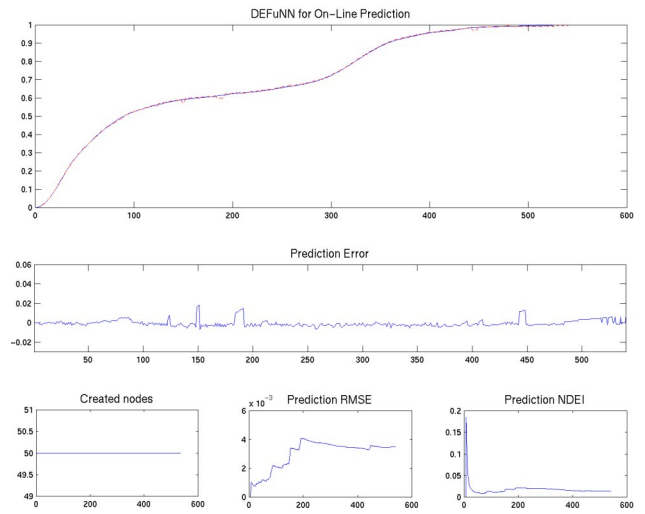 DEFuNN for On-Line Prediction
1
0.9
0.8
0.7
0.6
0.5
0.4
0.3
0.2
0.1
0
0 100 200 300 400 500 600
Prediction Error
0.06
0.04
0.02
0
-0.02
50 100 150 200 250 300 350 400 450 500
Created nodes
51
50.5
50
49.5
49
0 200 400 600
Prediction RMSE
x 10⁻³
6
4
2
0
0 200 400 600
Prediction NDEI
0.2
0.15
0.1
0.05
0
0 200 400 600